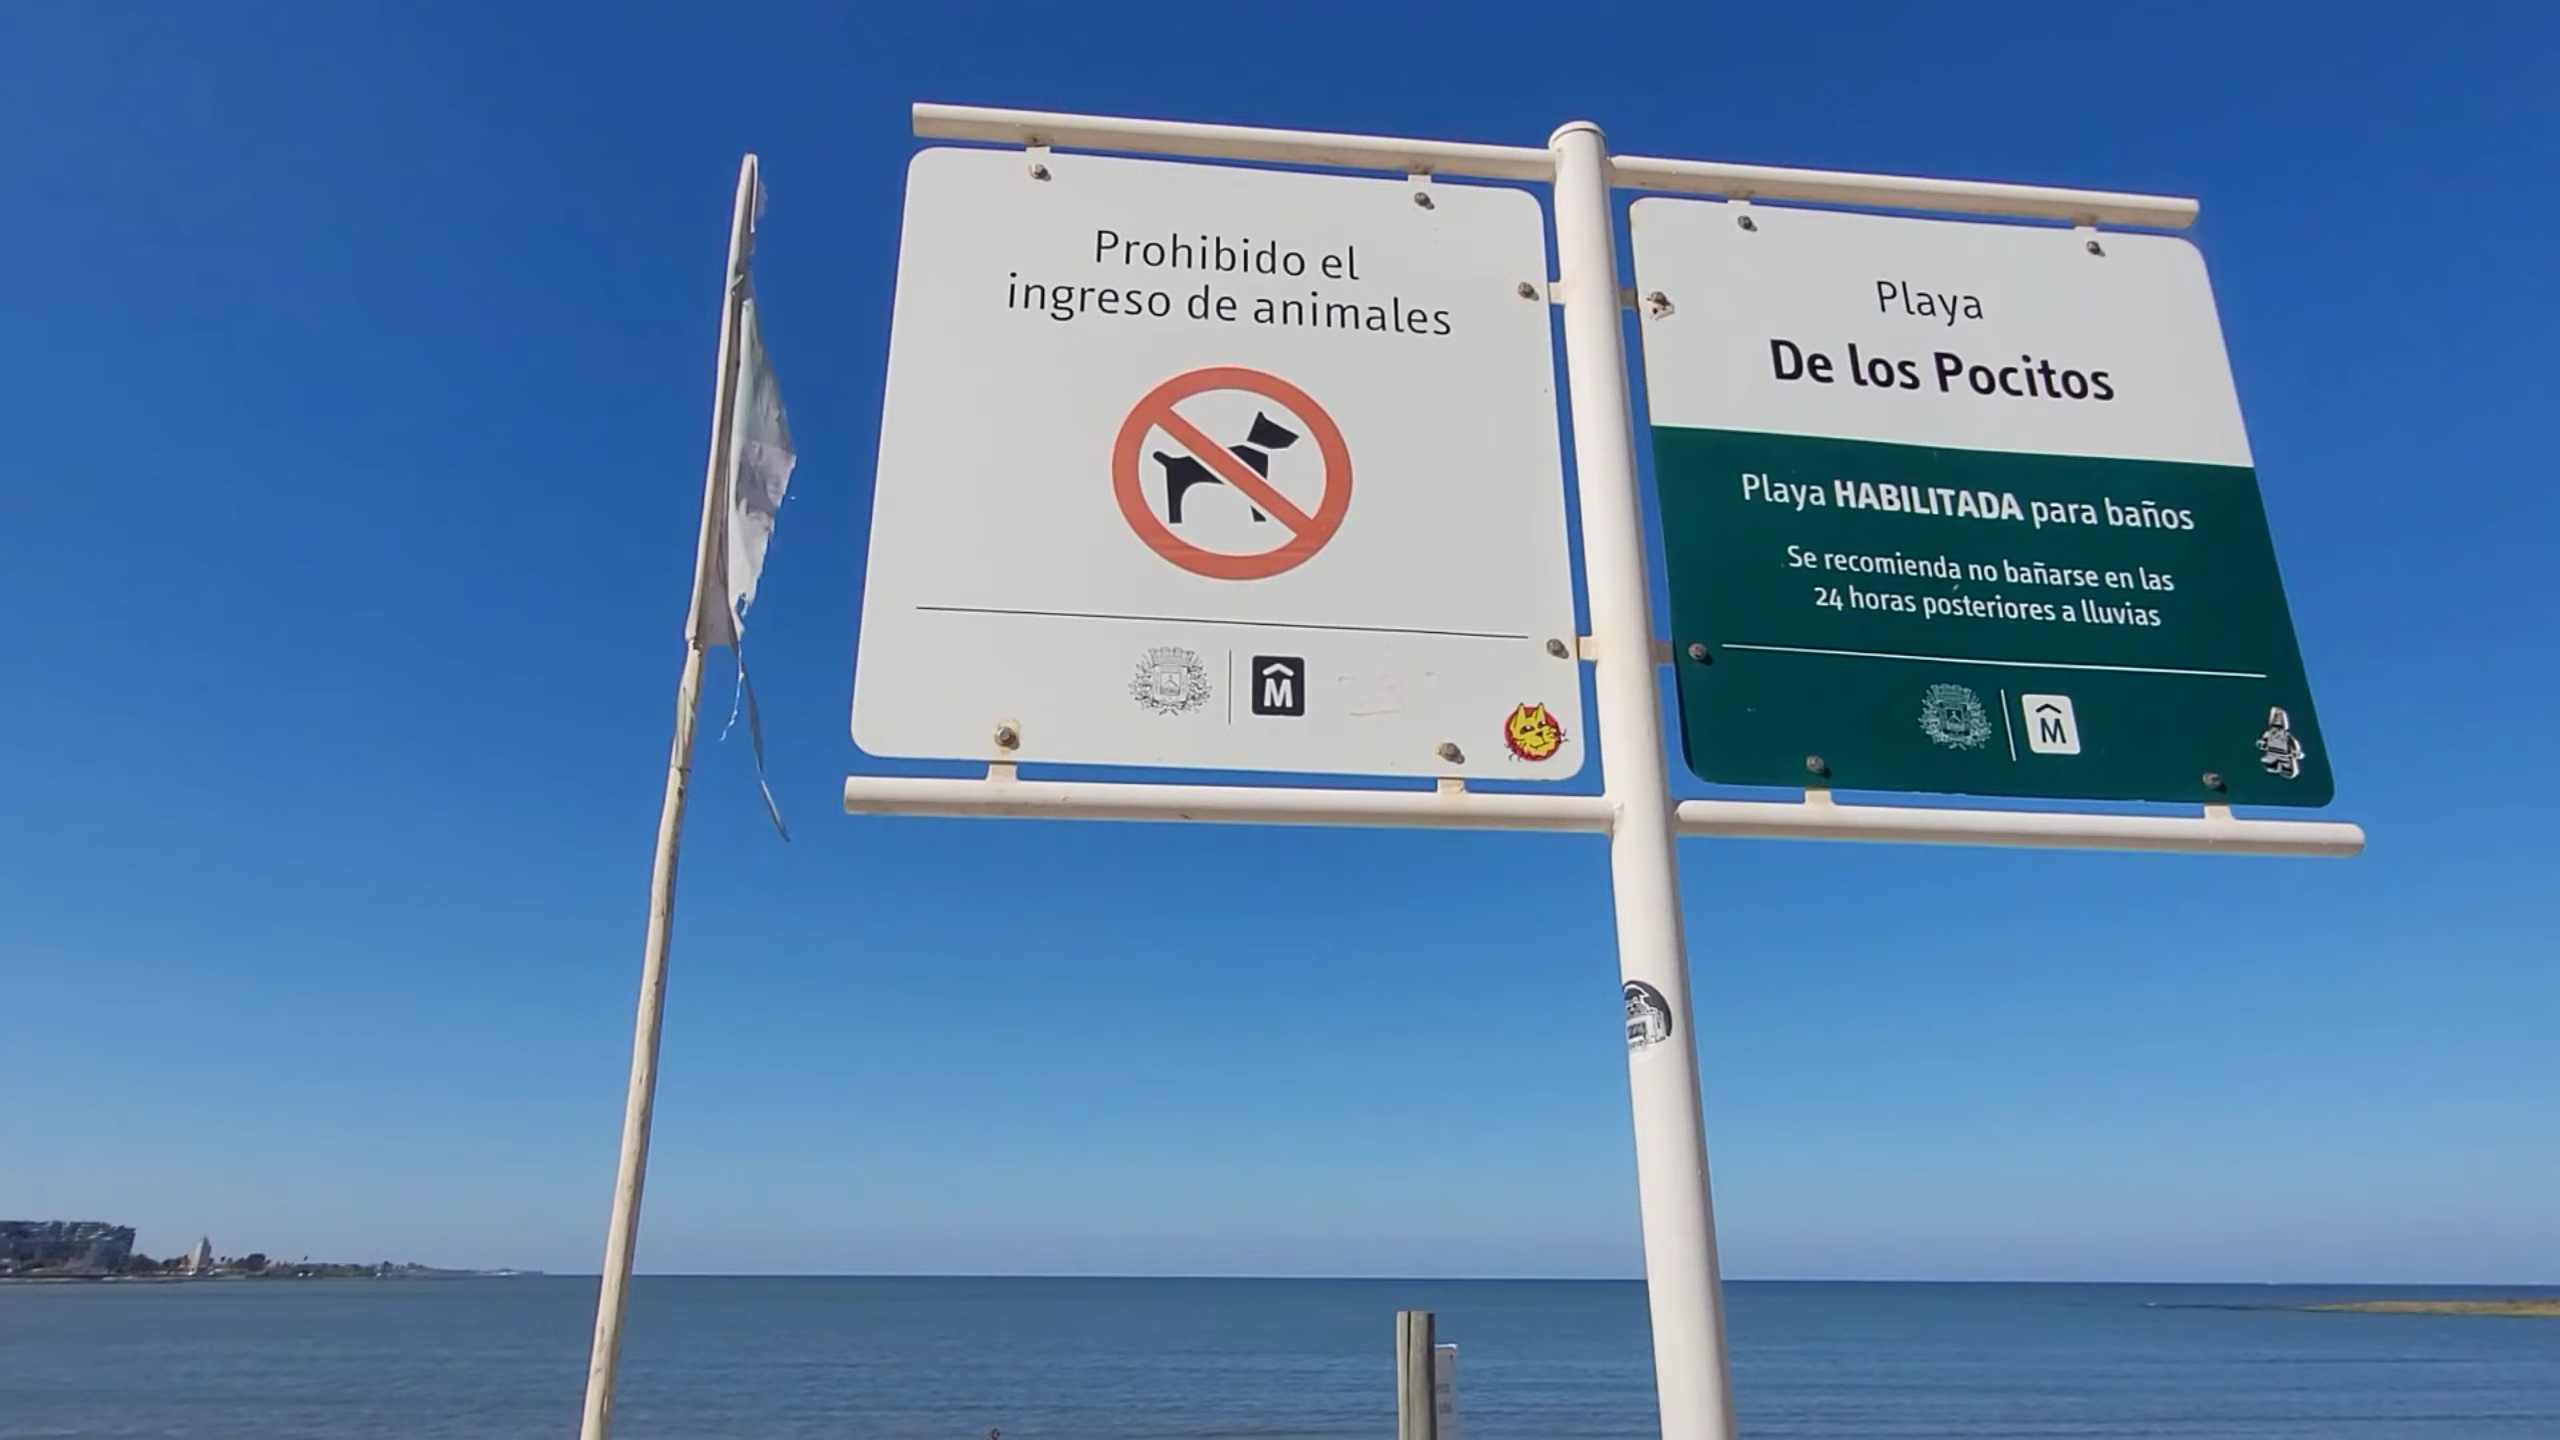 Prohibido el
ingreso de animales
M
Playa
De los Pocitos
Playa HABILITADA para baños
Se recomienda no bañarse en las
24 horas posteriores a lluvias
M